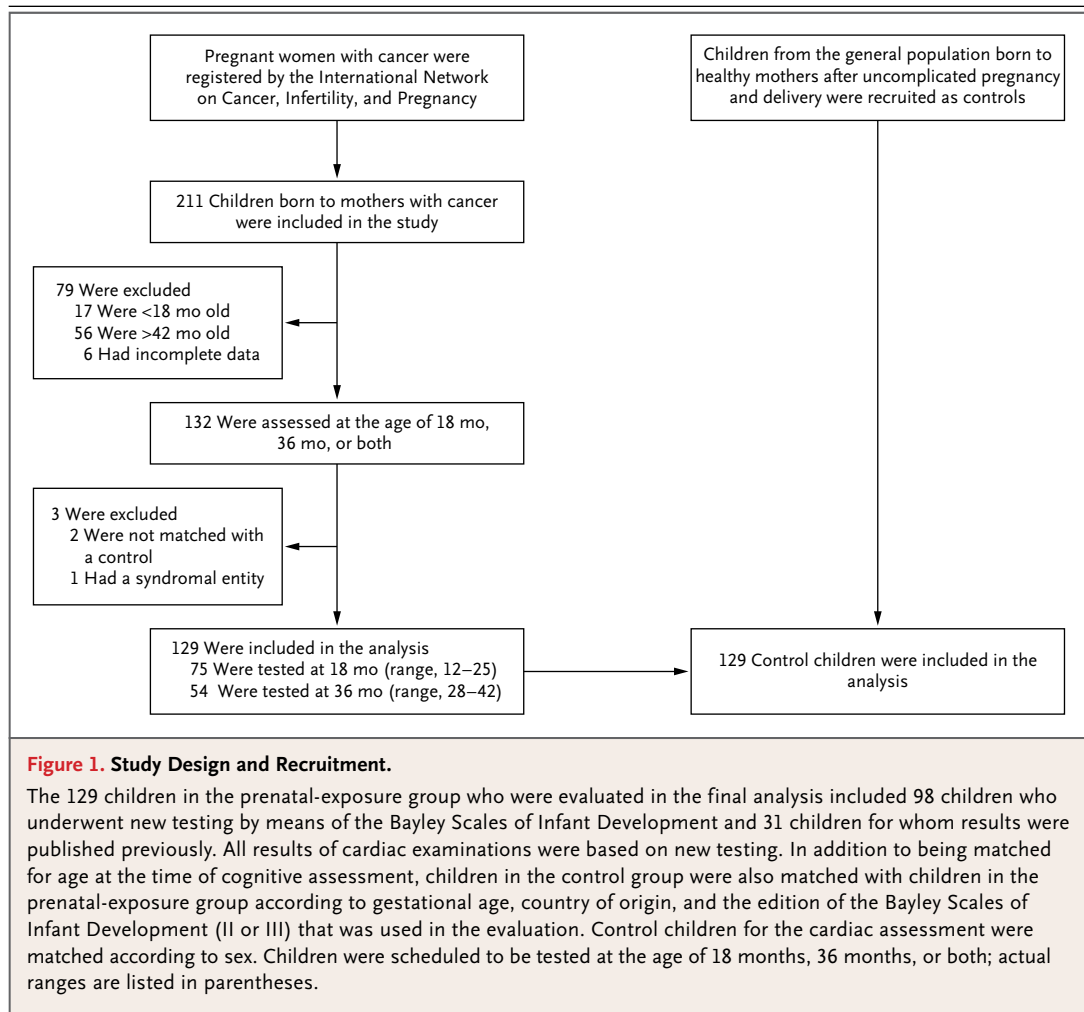 Pregnant women with cancer were
registered by the International Network
on Cancer, Infertility, and Pregnancy
Children from the general population born to
healthy mothers after uncomplicated pregnancy
and delivery were recruited as controls
211 Children born to mothers with cancer
were included in the study
79 Were excluded
17 Were <18 mo old
56 Were >42 mo old
6 Had incomplete data
132 Were assessed at the age of 18 mo,
36 mo, or both
3 Were excluded
2 Were not matched with
a control
1 Had a syndromal entity
129 Were included in the analysis
75 Were tested at 18 mo (range, 12–25)
54 Were tested at 36 mo (range, 28–42)
129 Control children were included in the
analysis
Figure 1. Study Design and Recruitment.
The 129 children in the prenatal-exposure group who were evaluated in the final analysis included 98 children who
underwent new testing by means of the Bayley Scales of Infant Development and 31 children for whom results were
published previously. All results of cardiac examinations were based on new testing. In addition to being matched
for age at the time of cognitive assessment, children in the control group were also matched with children in the
prenatal-exposure group according to gestational age, country of origin, and the edition of the Bayley Scales of
Infant Development (II or III) that was used in the evaluation. Control children for the cardiac assessment were
matched according to sex. Children were scheduled to be tested at the age of 18 months, 36 months, or both; actual
ranges are listed in parentheses.